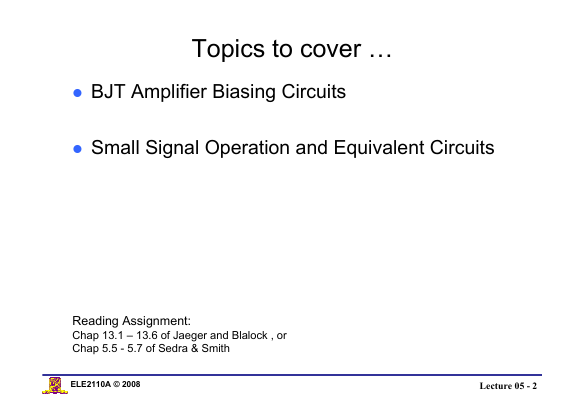 Topics to cover …
BJT Amplifier Biasing Circuits
Small Signal Operation and Equivalent Circuits
Reading Assignment:
Chap 13.1 – 13.6 of Jaeger and Blalock , or
Chap 5.5 - 5.7 of Sedra & Smith
ELE2110A © 2008
Lecture 05 - 2